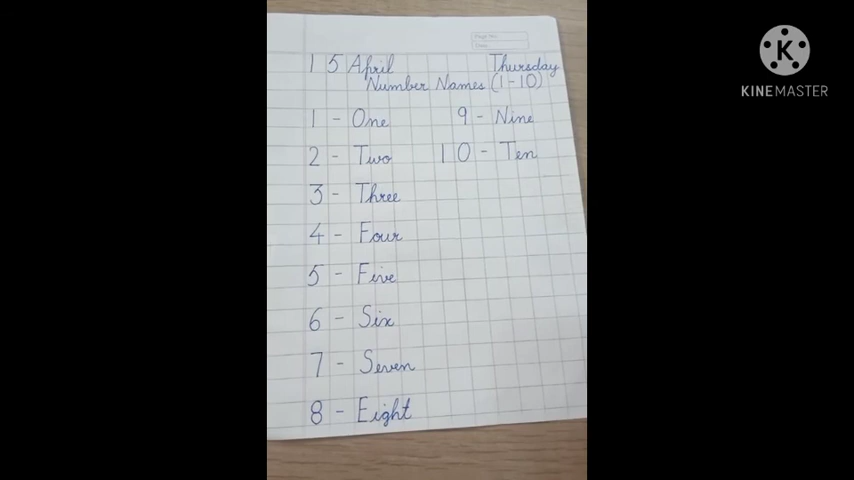 15 April Thursday
Number Names (1-10)
1 - One
2 - Two
3 - Three
4 - Four
5 - Five
6 - Six
7 - Seven
8 - Eight
9 - Nine
10 - Ten
K
KINEMASTER